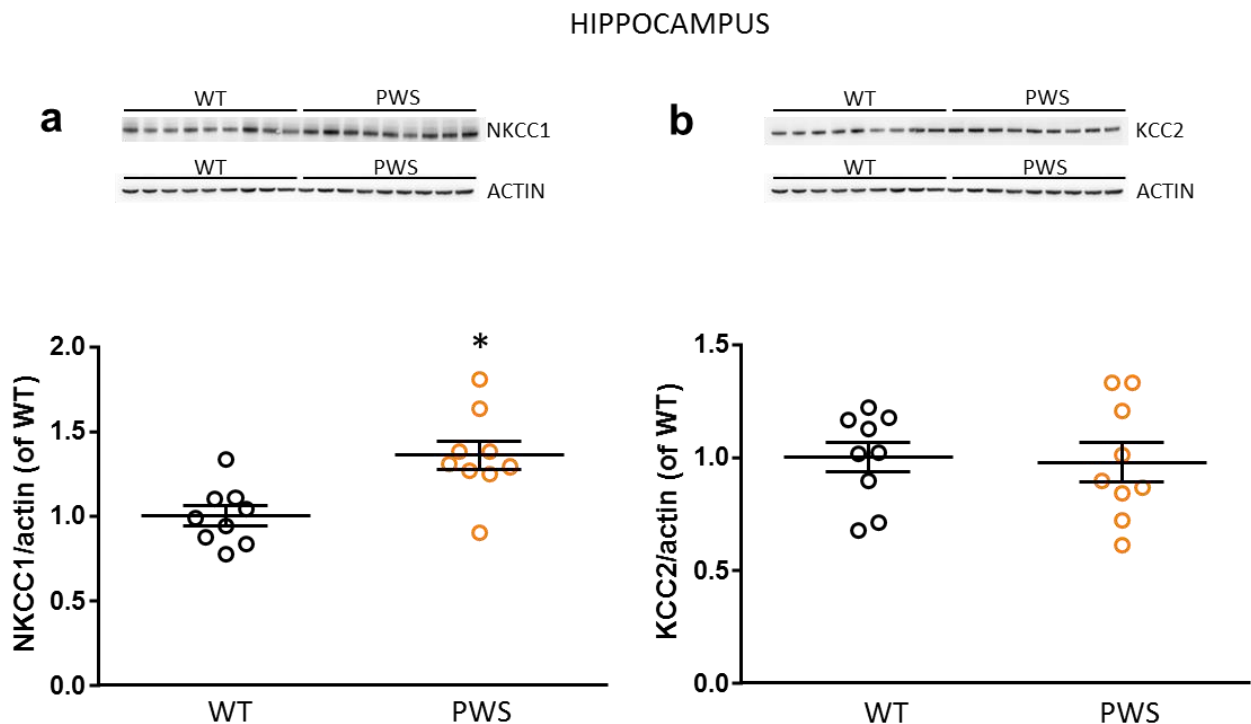 HIPPOCAMPUS
a
WT PWS
NKCC1
WT PWS
ACTIN
b
WT PWS
KCC2
WT PWS
ACTIN
NKCC1/actin (of WT)
2.0
1.5
1.0
0.5
0.0
*
WT PWS
KCC2/actin (of WT)
1.5
1.0
0.5
0.0
WT PWS